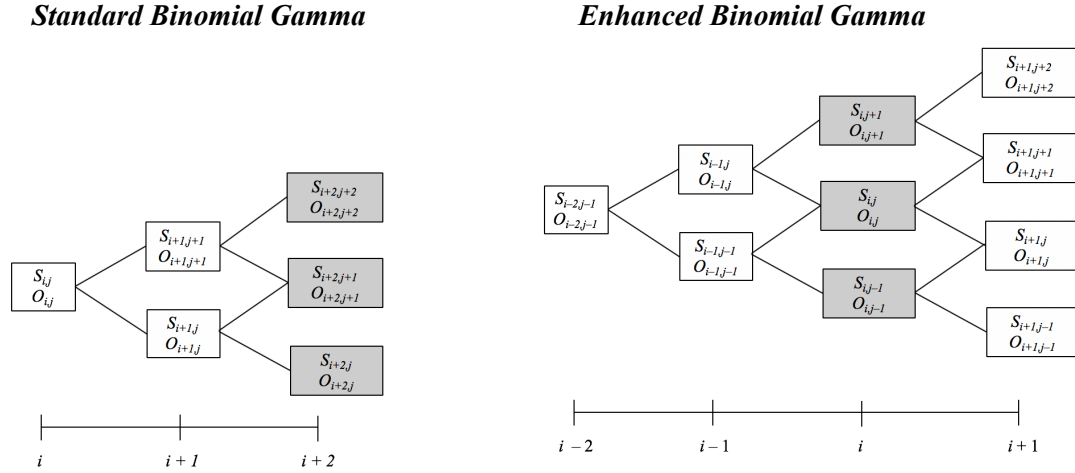 Standard Binomial Gamma
S_{i,j}
O_{i,j}
S_{i+1,j+1}
O_{i+1,j+1}
S_{i+1,j}
O_{i+1,j}
S_{i+2,j+2}
O_{i+2,j+2}
S_{i+2,j+1}
O_{i+2,j+1}
S_{i+2,j}
O_{i+2,j}
i
i + 1
i + 2
Enhanced Binomial Gamma
S_{i–2,j–1}
O_{i–2,j–1}
S_{i–1,j}
O_{i–1,j}
S_{i–1,j–1}
O_{i–1,j–1}
S_{i,j+1}
O_{i,j+1}
S_{i,j}
O_{i,j}
S_{i,j–1}
O_{i,j–1}
S_{i+1,j+2}
O_{i+1,j+2}
S_{i+1,j+1}
O_{i+1,j+1}
S_{i+1,j}
O_{i+1,j}
S_{i+1,j–1}
O_{i+1,j–1}
i – 2
i – 1
i
i + 1